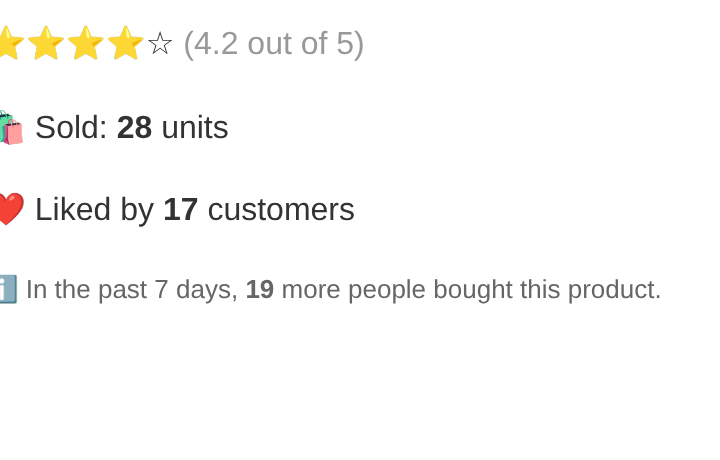 ⭐⭐⭐⭐☆ (4.2 out of 5)
🛍️ Sold: 28 units
❤️ Liked by 17 customers
ℹ️ In the past 7 days, 19 more people bought this product.